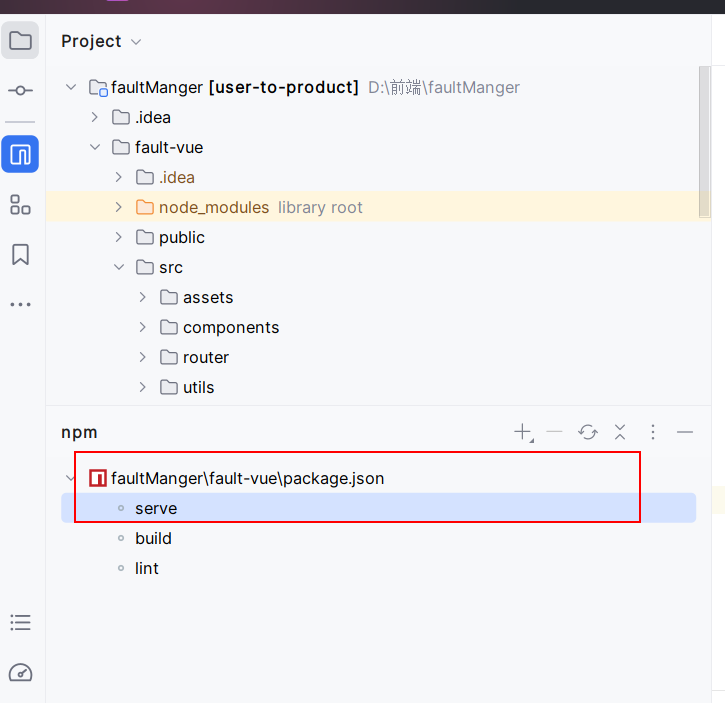 Project
faultManger [user-to-product] D:\前端\faultManger
.idea
fault-vue
.idea
node_modules library root
public
src
assets
components
router
utils
npm
faultManger\fault-vue\package.json
serve
build
lint